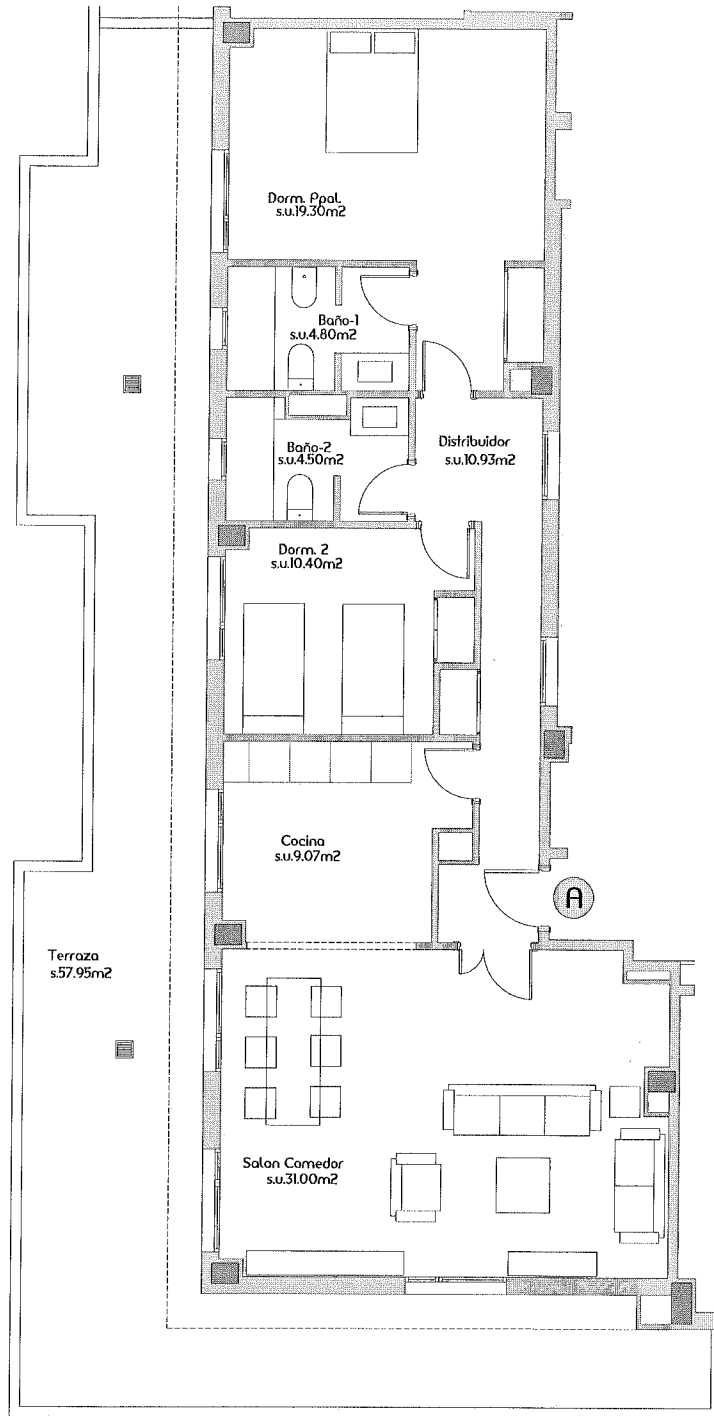 Dorm. Ppal.
s.u.19.30m2
Baño-1
s.u.4.80m2
Distribuidor
s.u.10.93m2
Baño-2
s.u.4.50m2
Dorm. 2
s.u.10.40m2
Cocina
s.u.9.07m2
A
Terraza
s.57.95m2
Salon Comedor
s.u.31.00m2